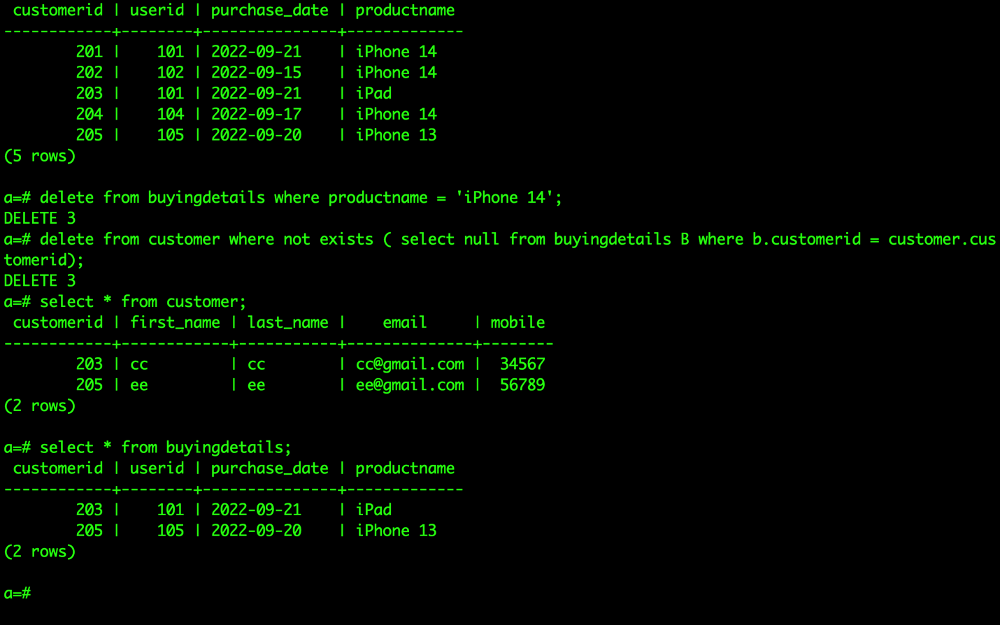 customerid | userid | purchase_date | productname
------------+--------+---------------+-------------
        201 |    101 | 2022-09-21    | iPhone 14
        202 |    102 | 2022-09-15    | iPhone 14
        203 |    101 | 2022-09-21    | iPad
        204 |    104 | 2022-09-17    | iPhone 14
        205 |    105 | 2022-09-20    | iPhone 13
(5 rows)

a=# delete from buyingdetails where productname = 'iPhone 14';
DELETE 3
a=# delete from customer where not exists ( select null from buyingdetails B where b.customerid = customer.cus
tomerid);
DELETE 3
a=# select * from customer;
 customerid | first_name | last_name |    email     | mobile
------------+------------+-----------+--------------+--------
        203 | cc         | cc        | cc@gmail.com |  34567
        205 | ee         | ee        | ee@gmail.com |  56789
(2 rows)

a=# select * from buyingdetails;
 customerid | userid | purchase_date | productname
------------+--------+---------------+-------------
        203 |    101 | 2022-09-21    | iPad
        205 |    105 | 2022-09-20    | iPhone 13
(2 rows)

a=#